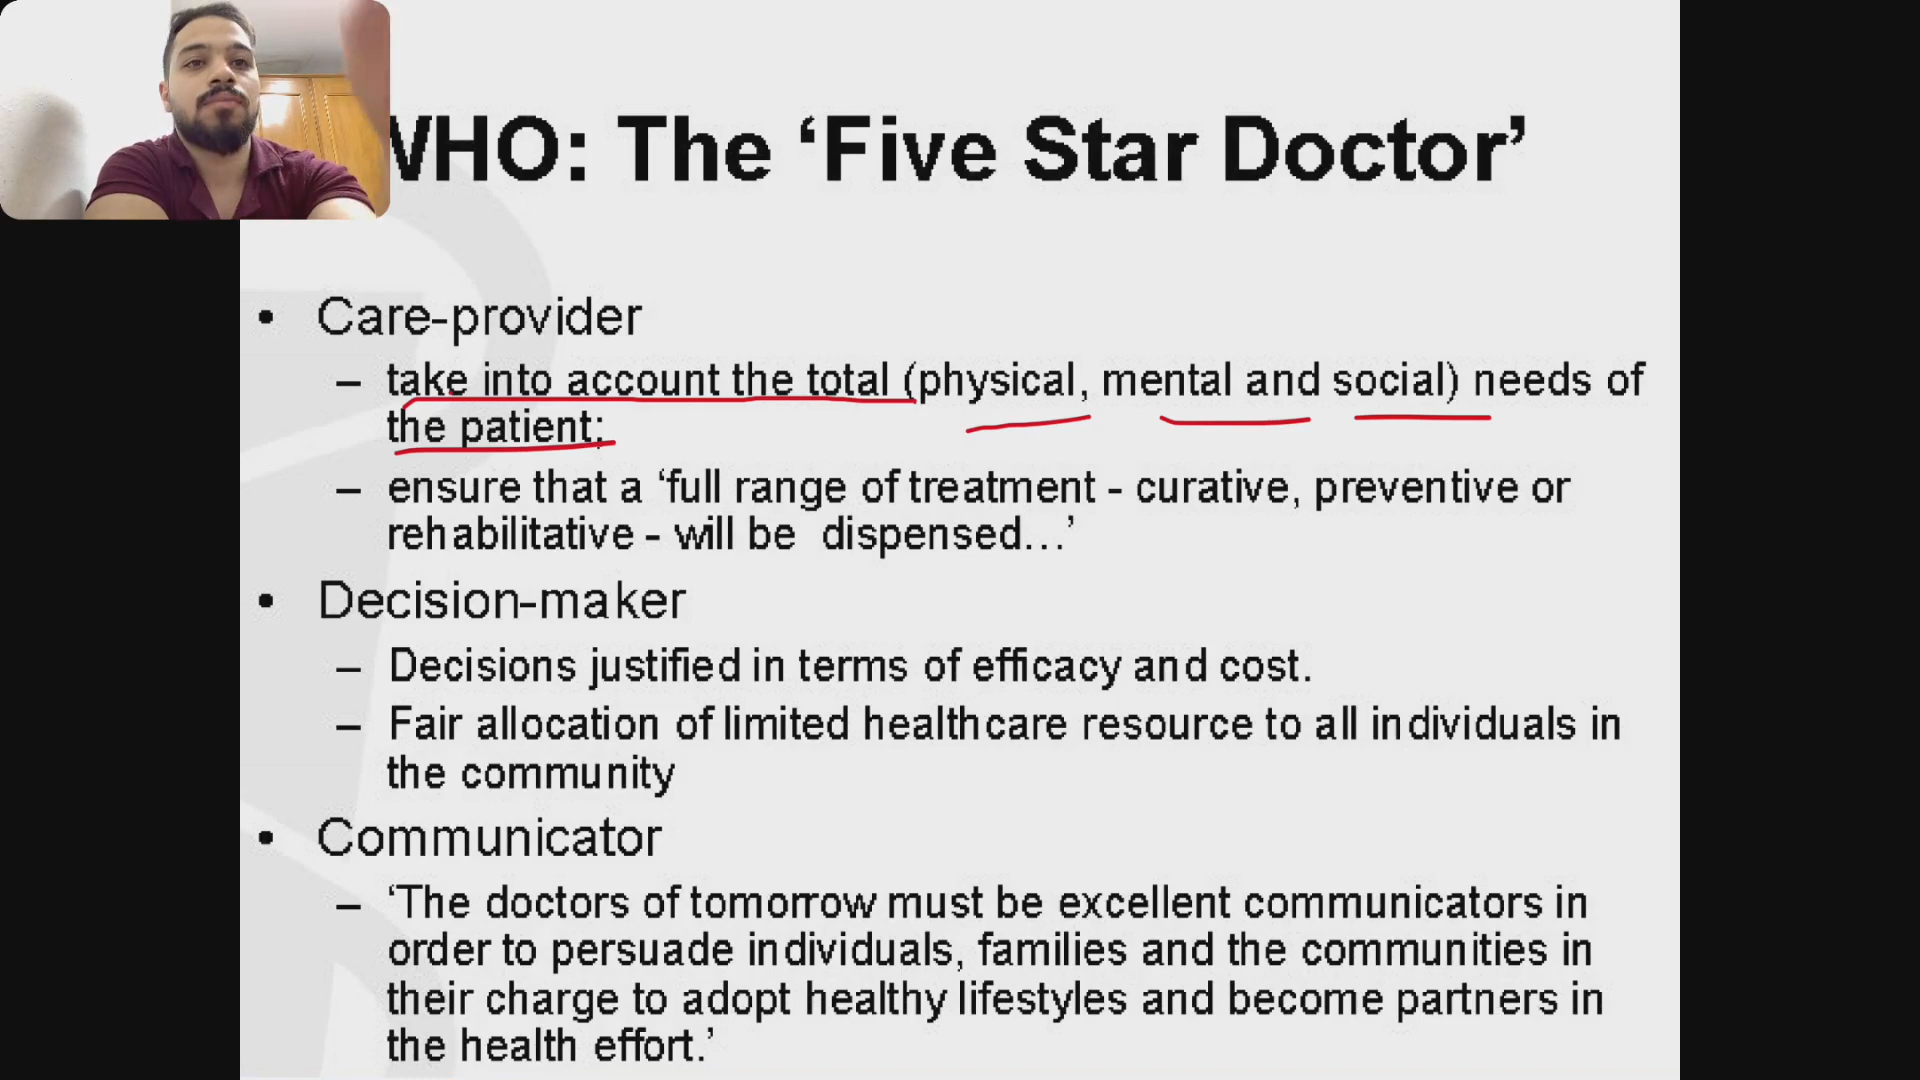 WHO: The ‘Five Star Doctor’
• Care-provider
– take into account the total (physical, mental and social) needs of
the patient;
– ensure that a ‘full range of treatment - curative, preventive or
rehabilitative - will be dispensed…’
• Decision-maker
– Decisions justified in terms of efficacy and cost.
– Fair allocation of limited healthcare resource to all individuals in
the community
• Communicator
– ‘The doctors of tomorrow must be excellent communicators in
order to persuade individuals, families and the communities in
their charge to adopt healthy lifestyles and become partners in
the health effort.’